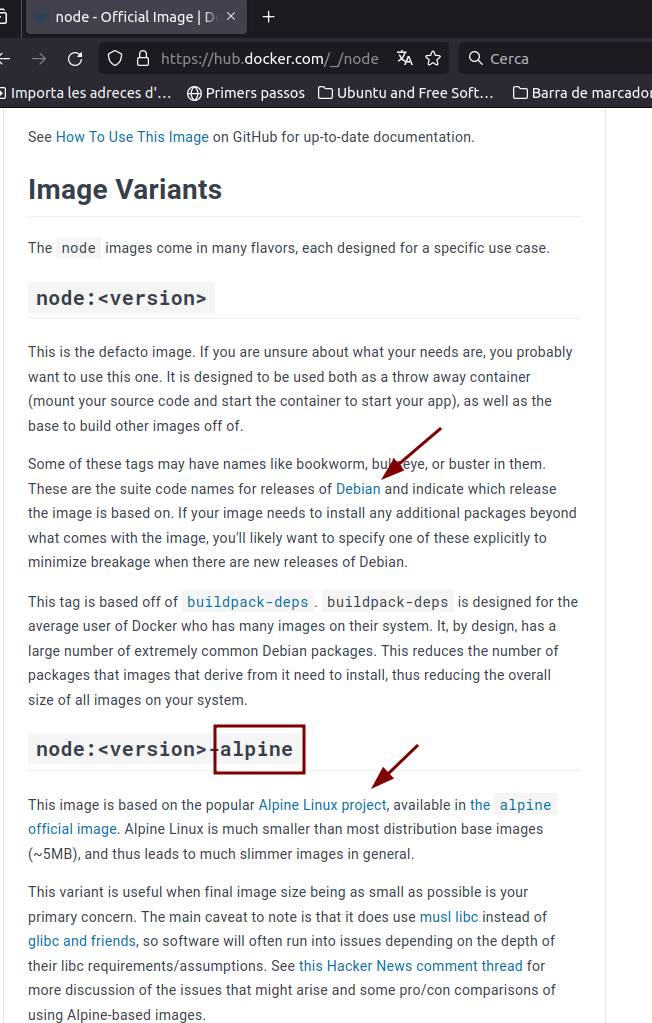 node - Official Image | D
https://hub.docker.com/_/node
Cerca
Importa les adreces d'…
Primers passos
Ubuntu and Free Soft…
Barra de marcador
See How To Use This Image on GitHub for up-to-date documentation.
Image Variants
The node images come in many flavors, each designed for a specific use case.
node:<version>
This is the defacto image. If you are unsure about what your needs are, you probably
want to use this one. It is designed to be used both as a throw away container
(mount your source code and start the container to start your app), as well as the
base to build other images off of.
Some of these tags may have names like bookworm, bullseye, or buster in them.
These are the suite code names for releases of Debian and indicate which release
the image is based on. If your image needs to install any additional packages beyond
what comes with the image, you'll likely want to specify one of these explicitly to
minimize breakage when there are new releases of Debian.
This tag is based off of buildpack-deps. buildpack-deps is designed for the
average user of Docker who has many images on their system. It, by design, has a
large number of extremely common Debian packages. This reduces the number of
packages that images that derive from it need to install, thus reducing the overall
size of all images on your system.
node:<version>-alpine
This image is based on the popular Alpine Linux project, available in the alpine
official image. Alpine Linux is much smaller than most distribution base images
(~5MB), and thus leads to much slimmer images in general.
This variant is useful when final image size being as small as possible is your
primary concern. The main caveat to note is that it does use musl libc instead of
glibc and friends, so software will often run into issues depending on the depth of
their libc requirements/assumptions. See this Hacker News comment thread for
more discussion of the issues that might arise and some pro/con comparisons of
using Alpine-based images.